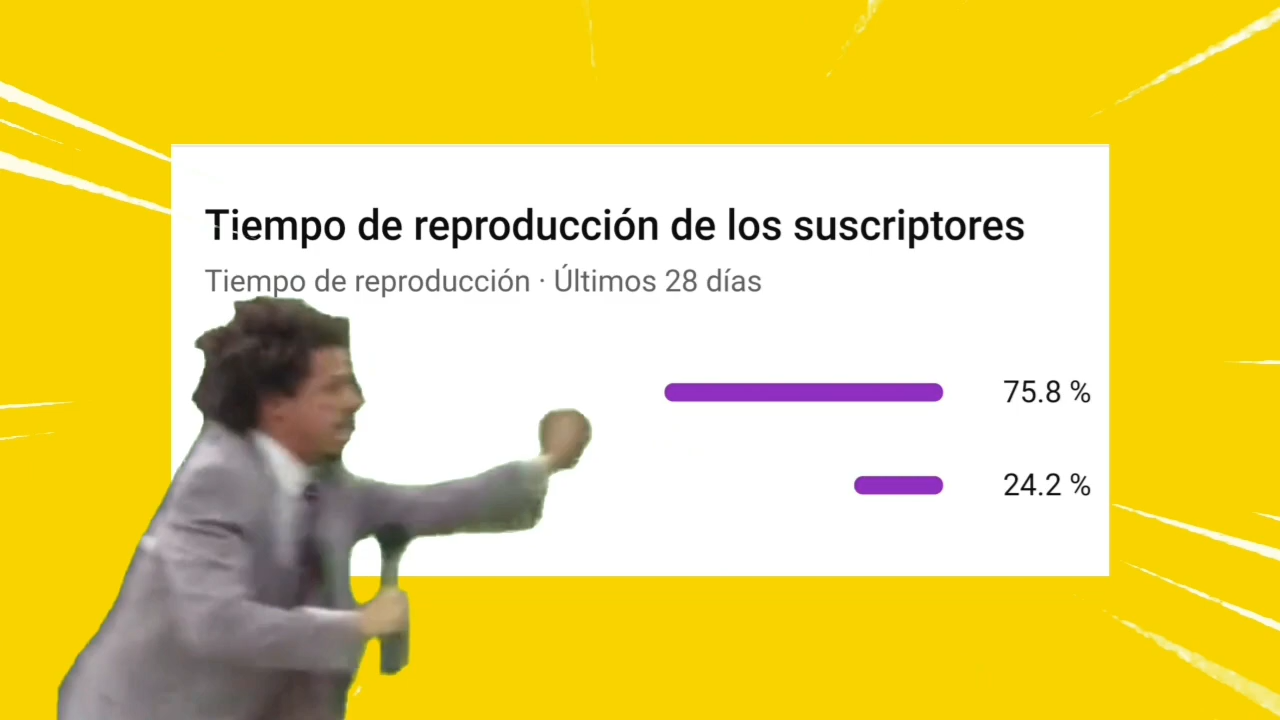 Tiempo de reproducción de los suscriptores
Tiempo de reproducción · Últimos 28 días
75.8 %
24.2 %